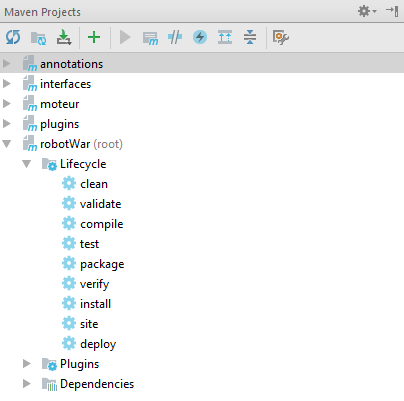 Maven Projects
annotations
interfaces
moteur
plugins
robotWar (root)
Lifecycle
clean
validate
compile
test
package
verify
install
site
deploy
Plugins
Dependencies